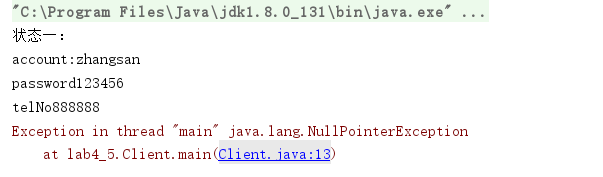 "C:\Program Files\Java\jdk1.8.0_131\bin\java.exe" ...
状态一：
account:zhangsan
password123456
telNo888888
Exception in thread "main" java.lang.NullPointerException
at lab4_5.Client.main(Client.java:13)